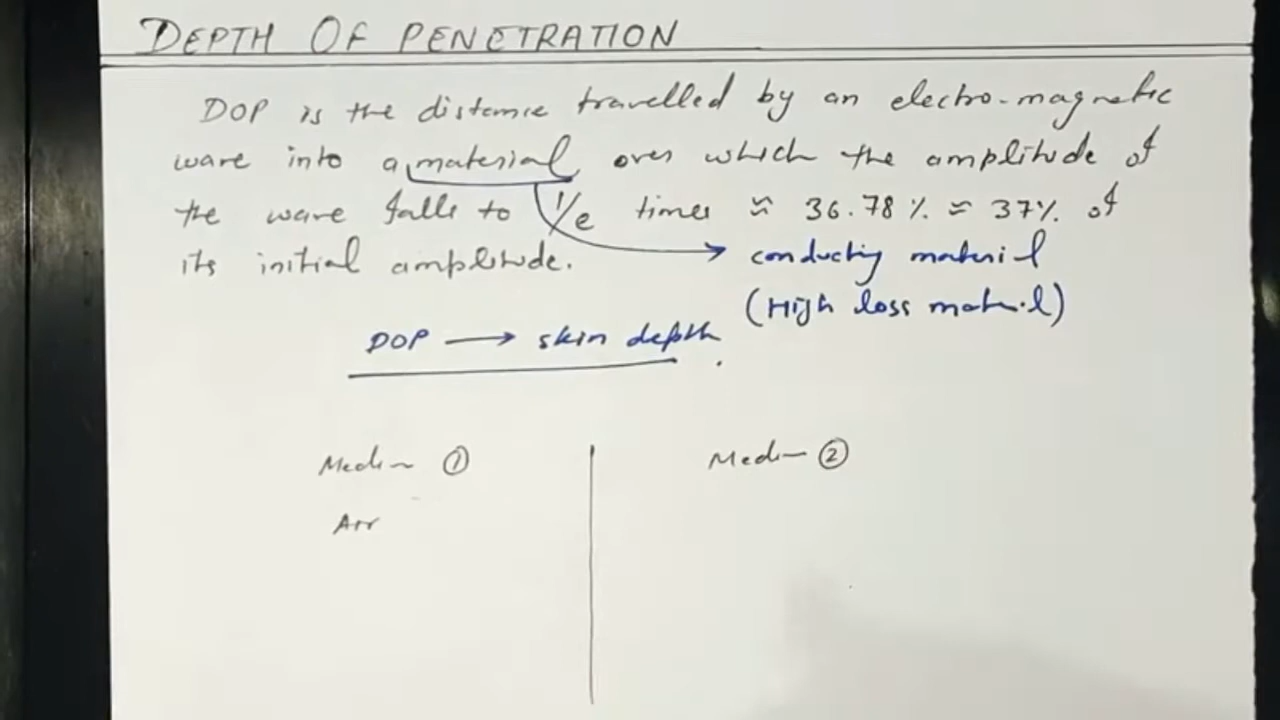 DEPTH OF PENETRATION
DOP is the distance travelled by an electro-magnetic
wave into a material over which the amplitude of
the wave falls to 1/e times ≈ 36.78 % ≈ 37% of
its initial amplitude.
conducting material
(High loss material)
DOP → skin depth
Medium ① Medium ②
Air